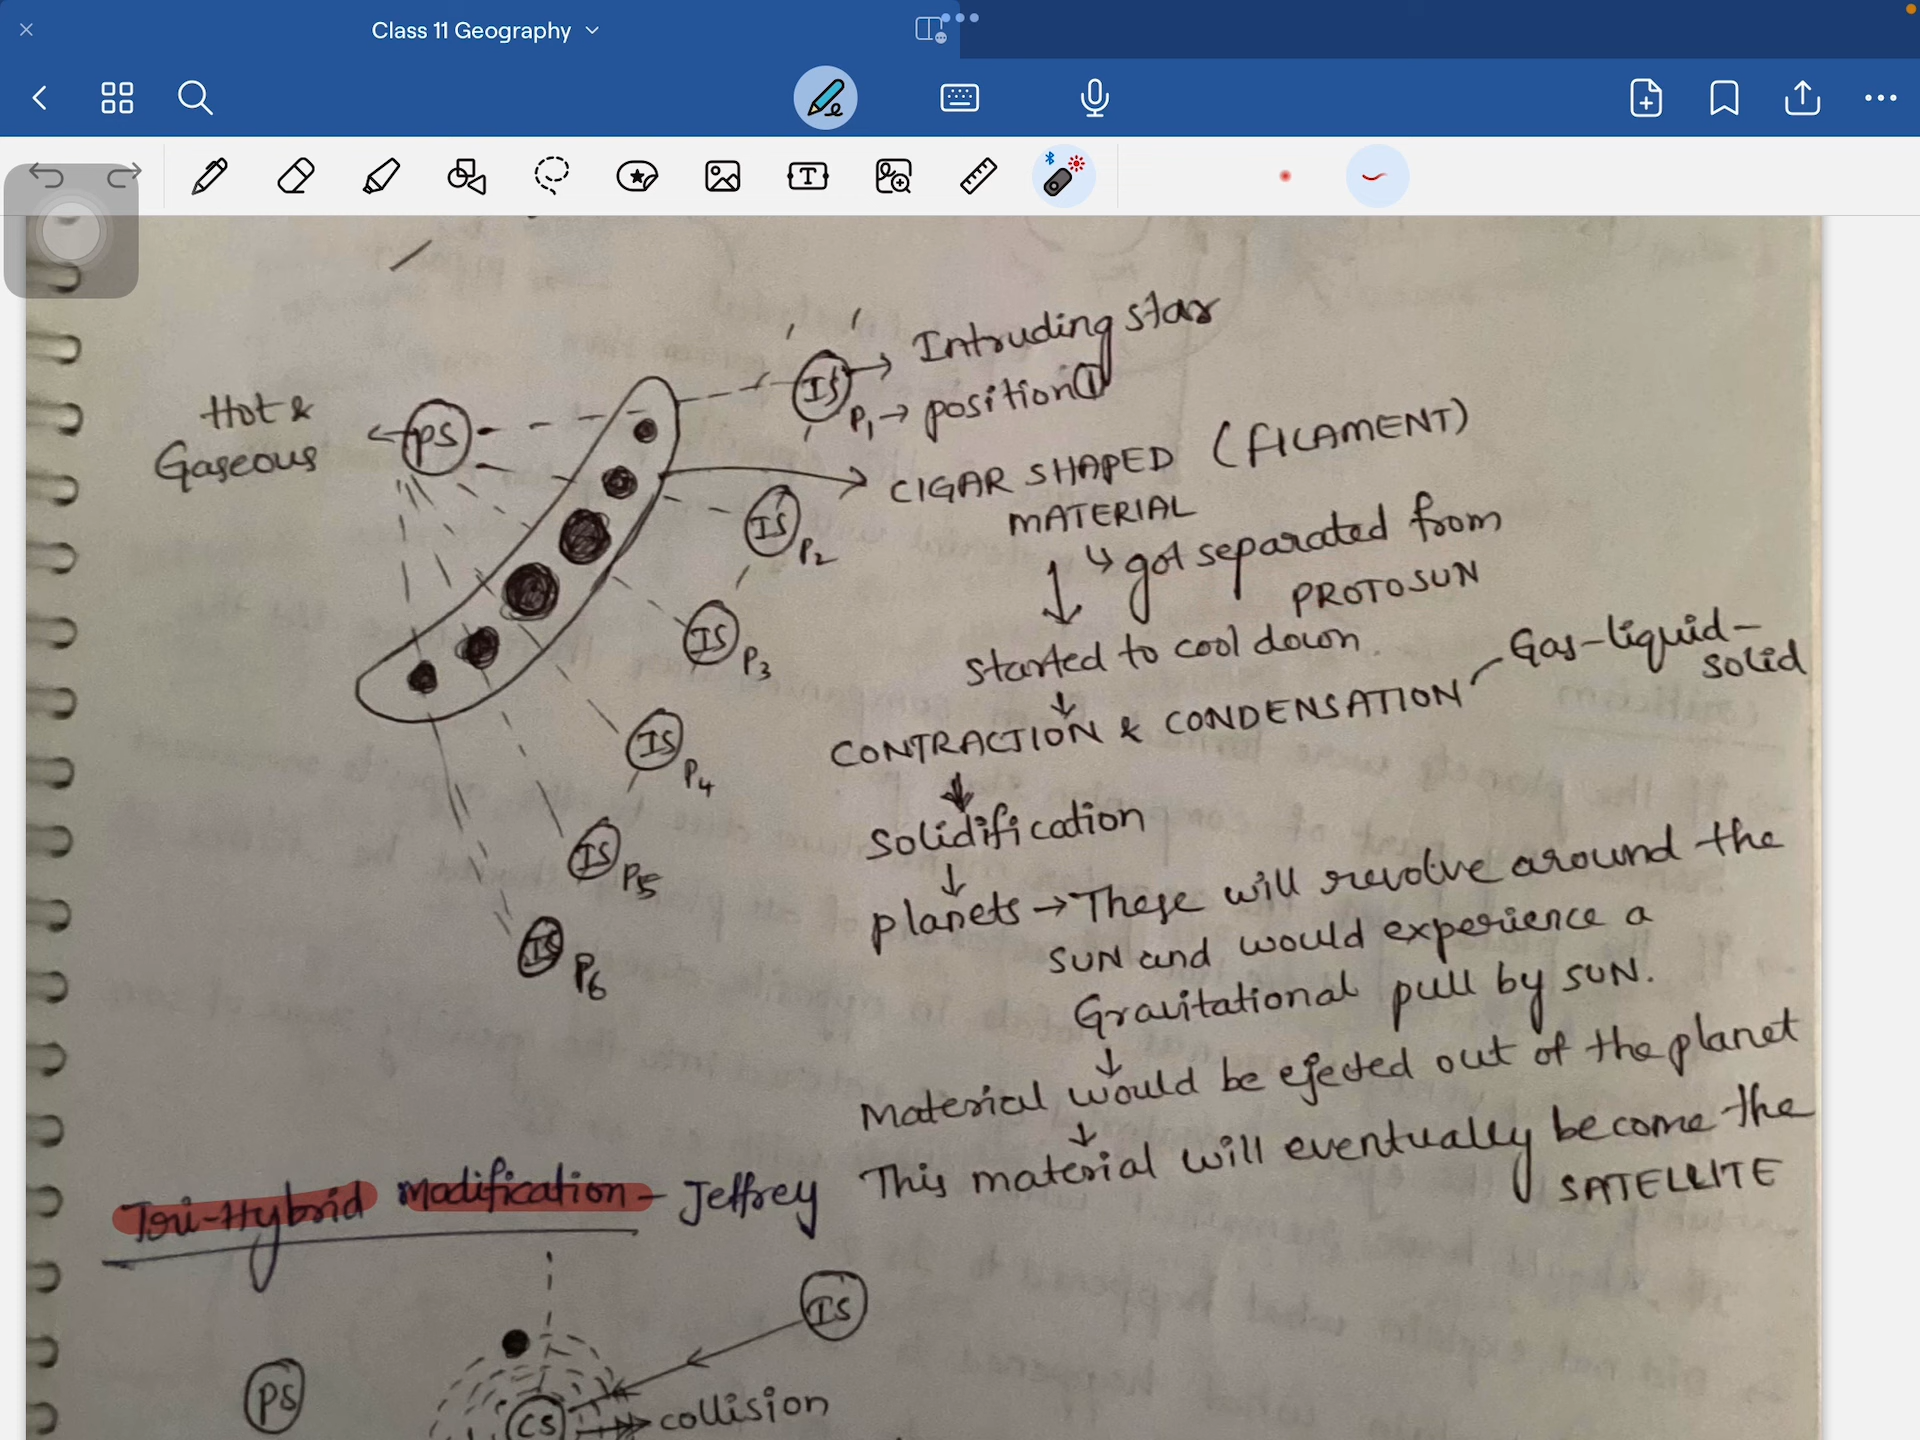 Class 11 Geography
Hot &
Gaseous
PS
IS
Intruding star
P1 → position ①
CIGAR SHAPED (FILAMENT)
MATERIAL
↳ got separated from
PROTOSUN
IS
P2
IS
P3
IS
P4
IS
P5
IS
P6
started to cool down.
Gas-liquid-
solid
CONTRACTION & CONDENSATION
Solidification
planets → These will revolve around the
SUN and would experience a
Gravitational pull by SUN.
Material would be ejected out of the planet
This material will eventually become the
SATELLITE
Tri-Hybrid Modification - Jeffrey
IS
PS
CS
collision